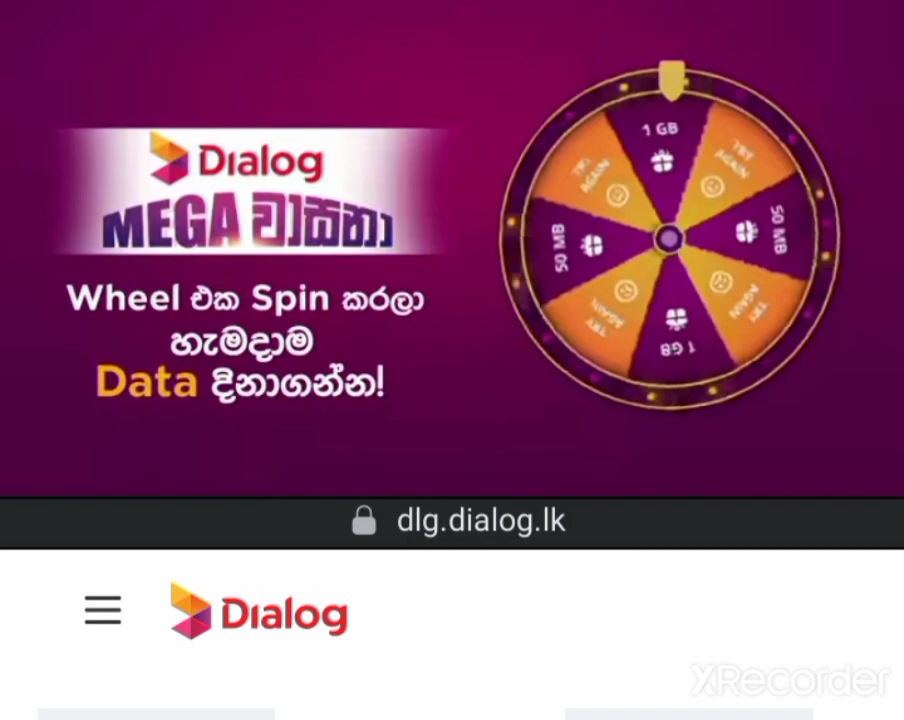 Dialog
MEGA වාසනා
Wheel එක Spin කරලා
හැමදාම
Data දිනාගන්න!
1 GB
TRY
AGAIN
50 MB
TRY
AGAIN
1 GB
TRY
AGAIN
50 MB
TRY
AGAIN
dlg.dialog.lk
Dialog
XRecorder